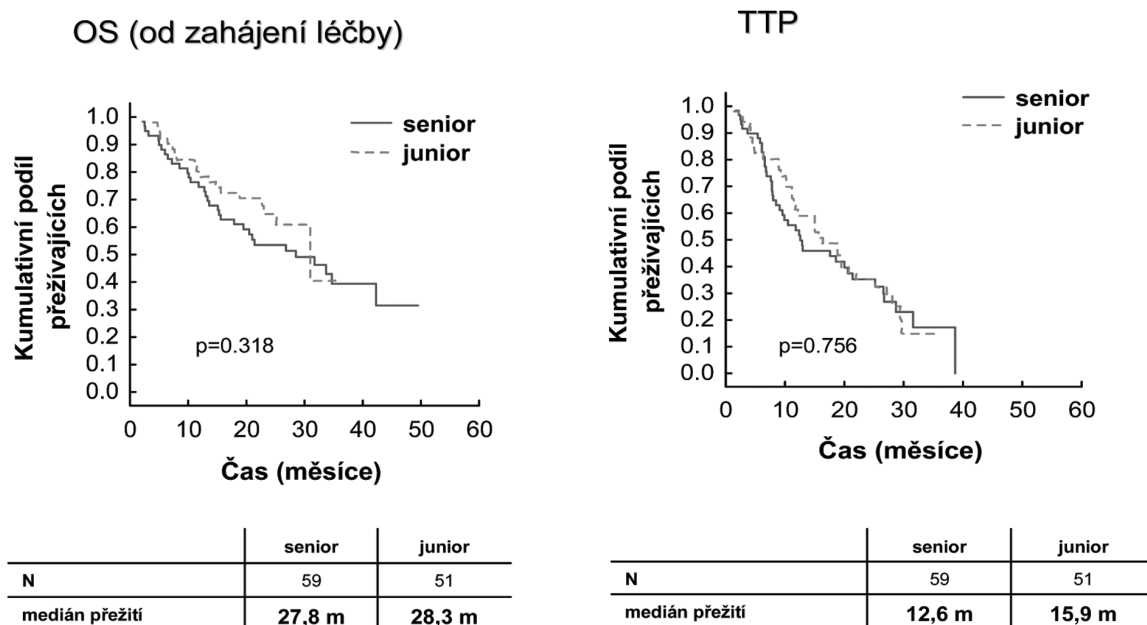 OS (od zahájení léčby)
senior
junior
Kumulativní podíl
přežívajících
1.0
0.9
0.8
0.7
0.6
0.5
0.4
0.3
0.2
0.1
0.0
p=0.318
0 10 20 30 40 50 60
Čas (měsíce)
senior junior
N 59 51
medián přežití 27,8 m 28,3 m
TTP
senior
junior
Kumulativní podíl
přežívajících
1.0
0.9
0.8
0.7
0.6
0.5
0.4
0.3
0.2
0.1
0.0
p=0.756
0 10 20 30 40 50 60
Čas (měsíce)
senior junior
N 59 51
medián přežití 12,6 m 15,9 m